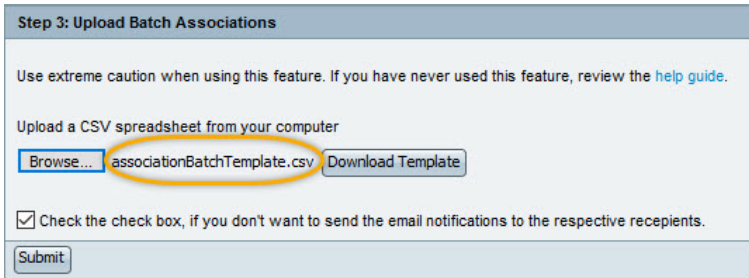 Step 3: Upload Batch Associations
Use extreme caution when using this feature. If you have never used this feature, review the help guide.
Upload a CSV spreadsheet from your computer
Browse... associationBatchTemplate.csv Download Template
Check the check box, if you don't want to send the email notifications to the respective recepients.
Submit